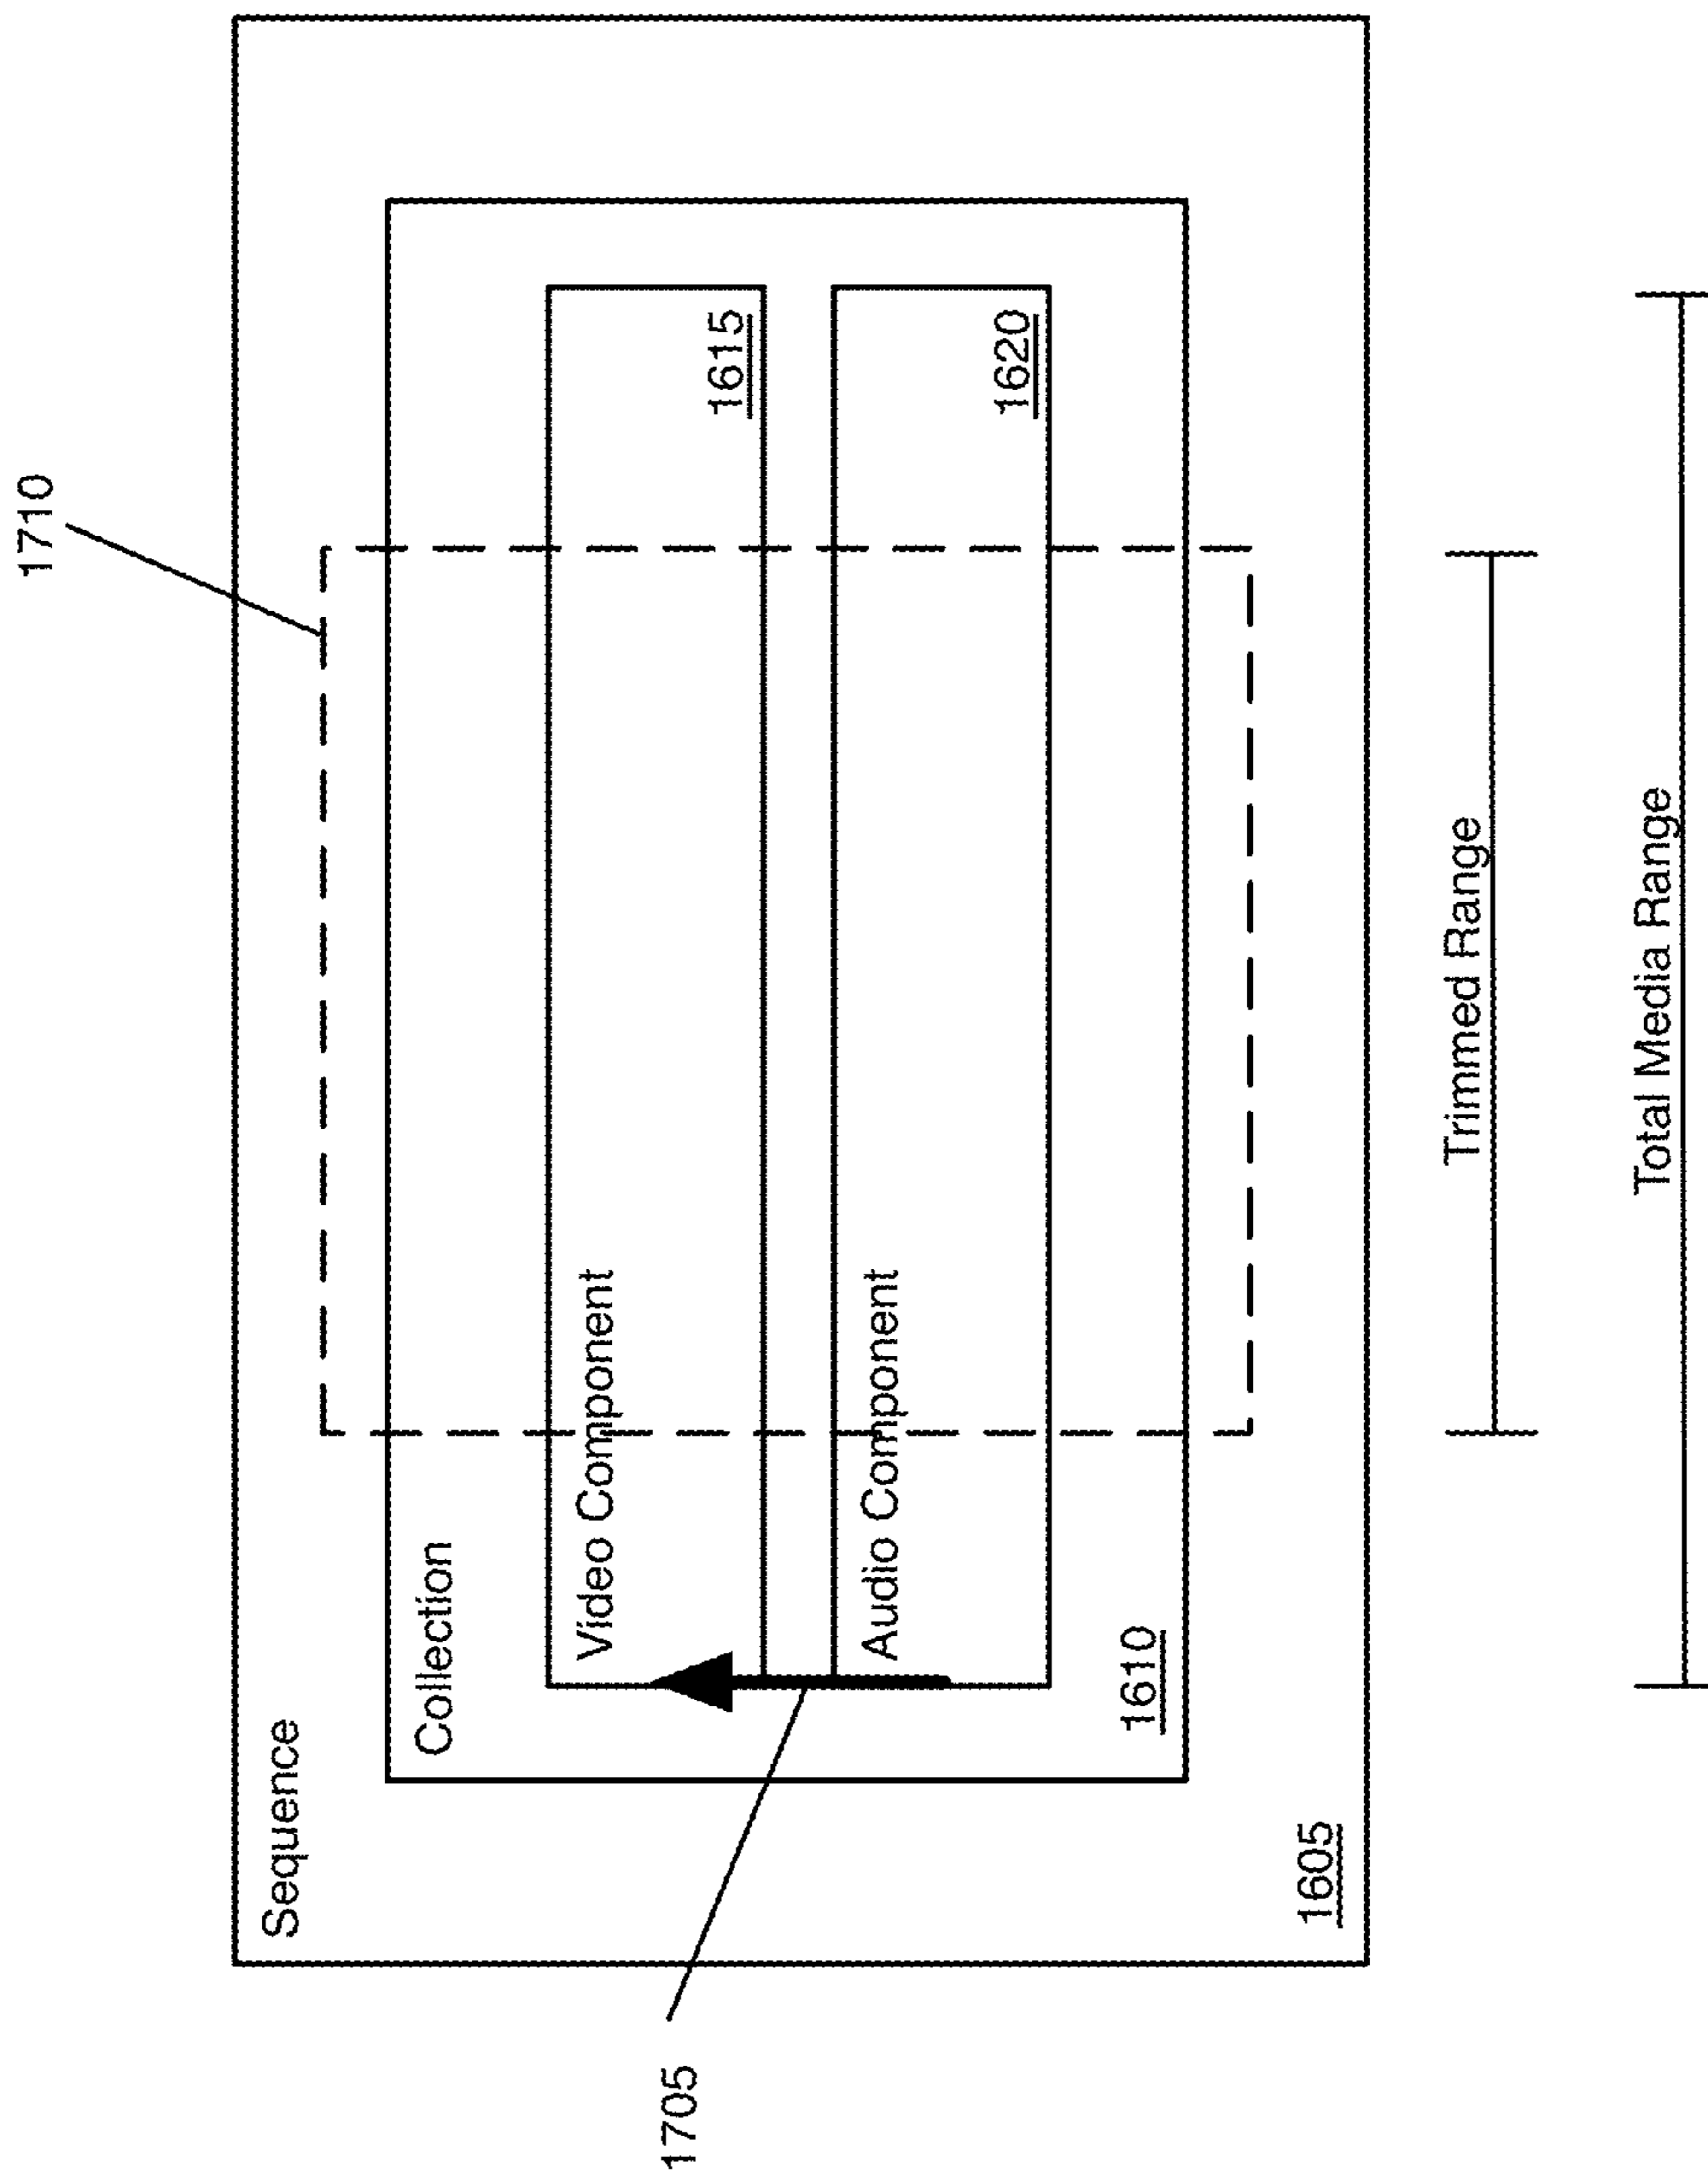 1710
Sequence
Collection
Video Component
1615
Audio Component
1620
1610
1605
1705
Trimmed Range
Total Media Range